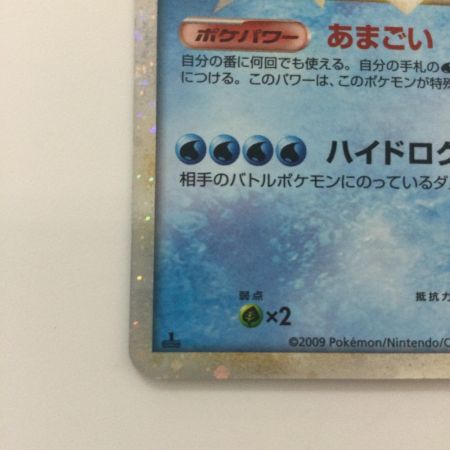 ポケパワー あまごい
自分の番に何回でも使える。自分の手札の
につける。このパワーは、このポケモンが特殊
ハイドロク
相手のバトルポケモンにのっているダ
弱点 抵抗力
×2
1
©2009 Pokémon/Nintendo/C